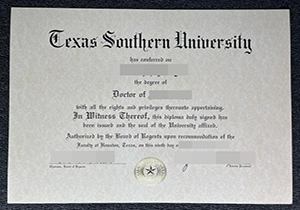 Texas Southern University
has conferred on
the degree of
Doctor of
with all the rights and privileges thereunto appertaining.
In Witness Thereof, this diploma duly signed has
been issued and the seal of the University affixed.
Authorized by the Board of Regents upon recommendation of the
Faculty at Houston, Texas, on this ninth day